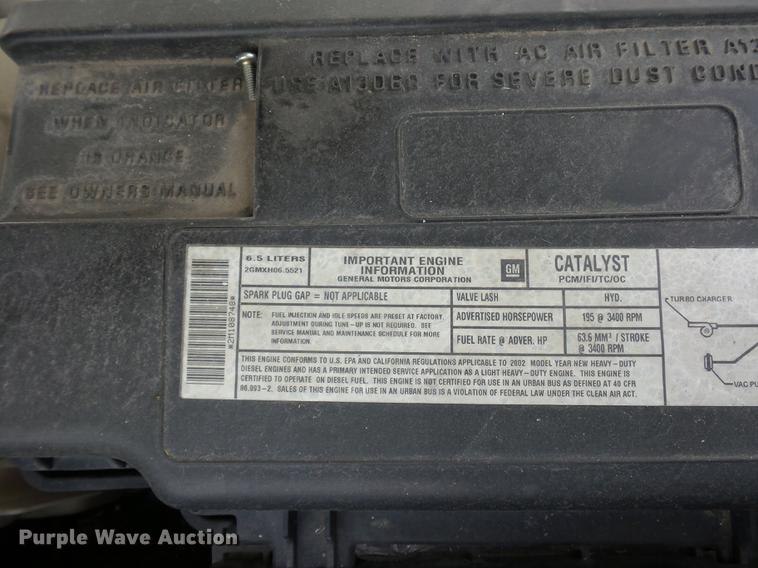 REPLACE WITH AC AIR FILTER A13
USE A1306C FOR SEVERE DUST COND
REPLACE AIR FILTER
WHEN INDICATOR
IS ORANGE
SEE OWNERS MANUAL
*2M108748*
6.5 LITERS
2GMXH06.5521
IMPORTANT ENGINE
INFORMATION
GENERAL MOTORS CORPORATION
GM
CATALYST
PCM/IFI/TC/OC
SPARK PLUG GAP = NOT APPLICABLE
VALVE LASH
HYD.
NOTE: FUEL INJECTION AND IDLE SPEEDS ARE PRESET AT FACTORY.
ADJUSTMENT DURING TUNE-UP IS NOT REQUIRED. SEE
SERVICE MANUAL AND MAINTENANCE SCHEDULE FOR MORE
INFORMATION.
ADVERTISED HORSEPOWER
195 @ 3400 RPM
FUEL RATE @ ADVER. HP
63.6 MM³ / STROKE
@ 3400 RPM
THIS ENGINE CONFORMS TO U.S. EPA AND CALIFORNIA REGULATIONS APPLICABLE TO 2002 MODEL YEAR NEW HEAVY-DUTY
DIESEL ENGINES AND HAS A PRIMARY INTENDED SERVICE APPLICATION AS A LIGHT HEAVY-DUTY ENGINE. THIS ENGINE IS
CERTIFIED TO OPERATE ON DIESEL FUEL. THIS ENGINE IS NOT CERTIFIED FOR USE IN AN URBAN BUS AS DEFINED AT 40 CFR
86.093-2. SALES OF THIS ENGINE FOR USE IN AN URBAN BUS IS A VIOLATION OF FEDERAL LAW UNDER THE CLEAN AIR ACT.
TURBO CHARGER
VAC PU
Purple Wave Auction